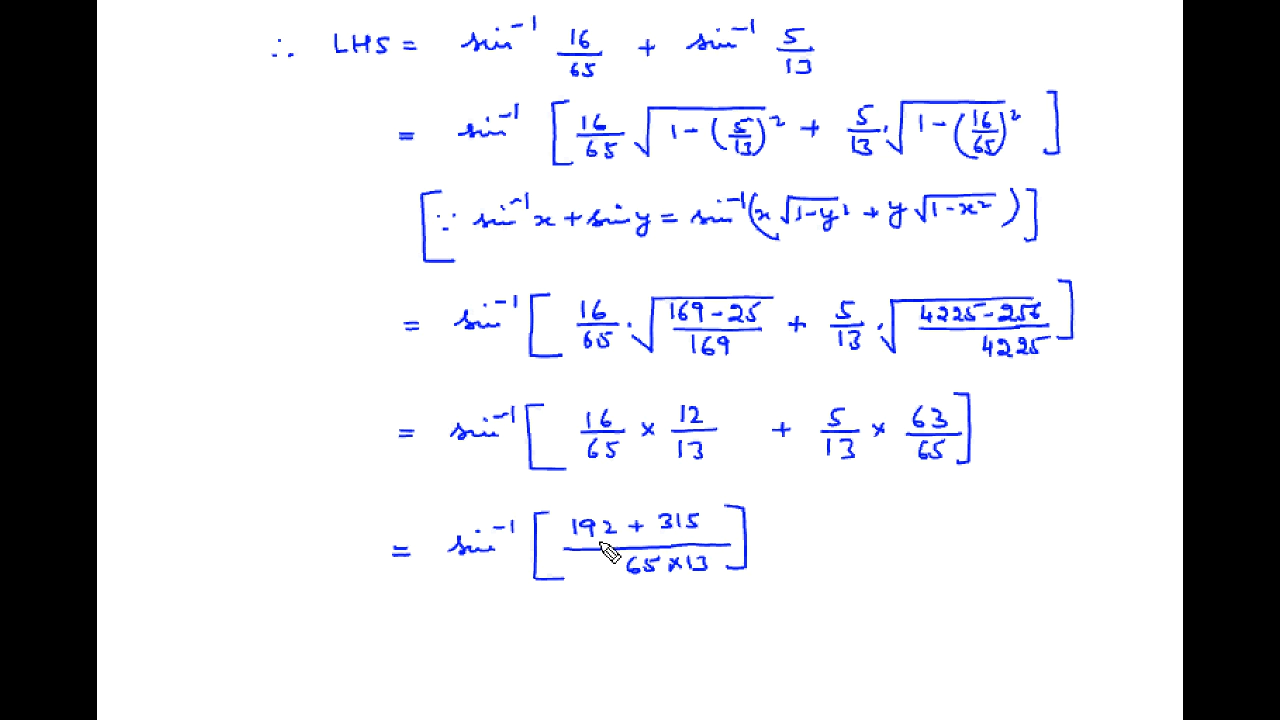 ∴ LHS = sin⁻¹ 16/65 + sin⁻¹ 5/13
= sin⁻¹ [ 16/65 √(1 - (5/13)²) + 5/13 . √(1 - (16/65)²) ]
[ ∵ sin⁻¹x + sin y = sin⁻¹(x √(1-y²) + y √(1-x²) ) ]
= sin⁻¹ [ 16/65 . √((169 - 25)/169) + 5/13 . √((4225 - 256)/4225) ]
= sin⁻¹ [ 16/65 × 12/13 + 5/13 × 63/65 ]
= sin⁻¹ [ (192 + 315)/(65 × 13) ]